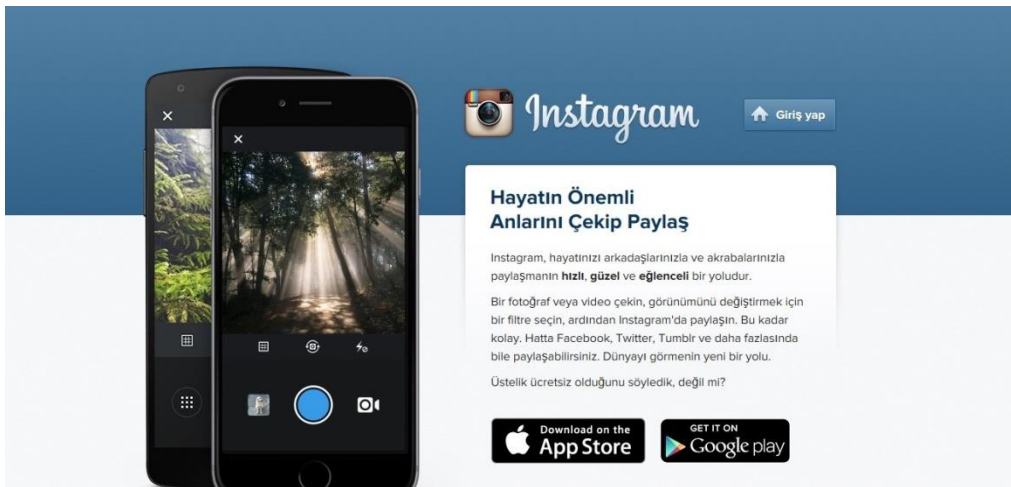 Instagram
Giriş yap
Hayatın Önemli
Anlarını Çekip Paylaş
Instagram, hayatınızı arkadaşlarınızla ve akrabalarınızla
paylaşmanın hızlı, güzel ve eğlenceli bir yoludur.
Bir fotoğraf veya video çekin, görünümünü değiştirmek için
bir filtre seçin, ardından Instagram'da paylaşın. Bu kadar
kolay. Hatta Facebook, Twitter, Tumblr ve daha fazlasında
bile paylaşabilirsiniz. Dünyayı görmenin yeni bir yolu.
Üstelik ücretsiz olduğunu söyledik, değil mi?
Download on the
App Store
GET IT ON
Google play